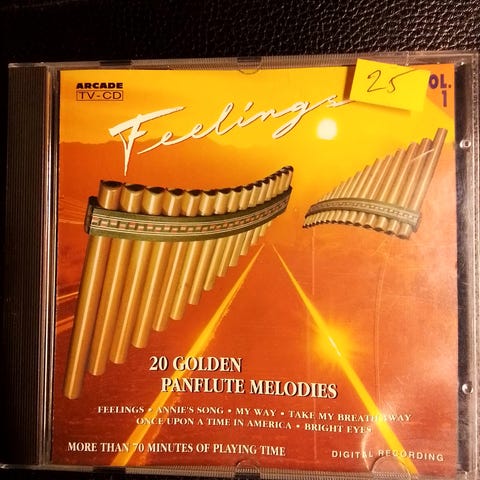 ARCADE
TV-CD
25
OL.
1
Feelings
20 GOLDEN
PANFLUTE MELODIES
FEELINGS • ANNIE'S SONG • MY WAY • TAKE MY BREATH AWAY
ONCE UPON A TIME IN AMERICA • BRIGHT EYES
MORE THAN 70 MINUTES OF PLAYING TIME
DIGITAL RECORDING